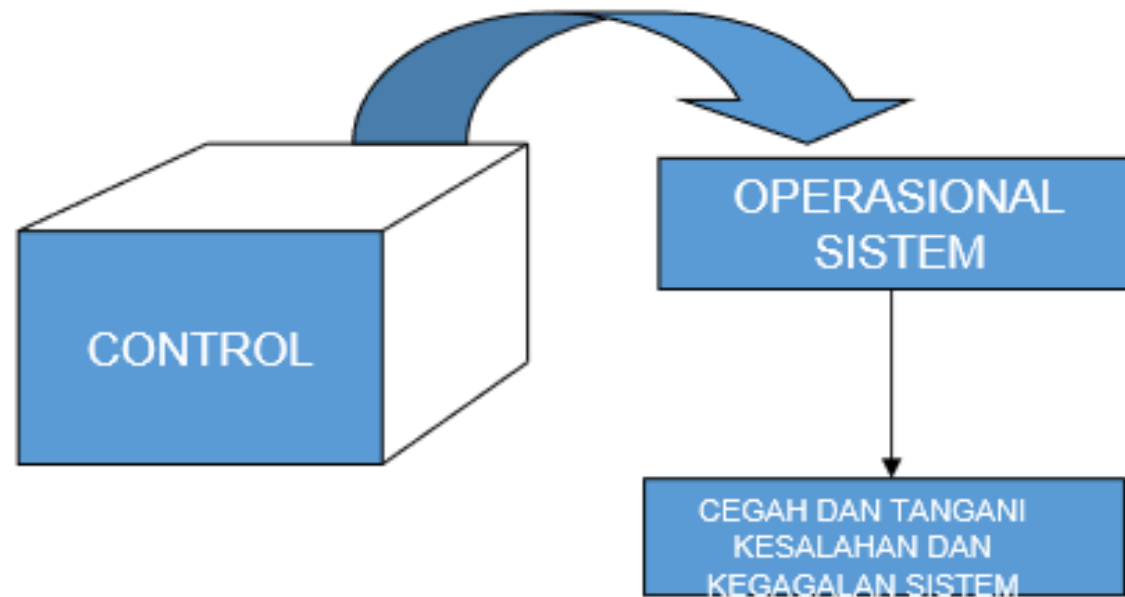 OPERASIONAL
SISTEM
CONTROL
CEGAH DAN TANGANI
KESALAHAN DAN
KEGAGALAN SISTEM